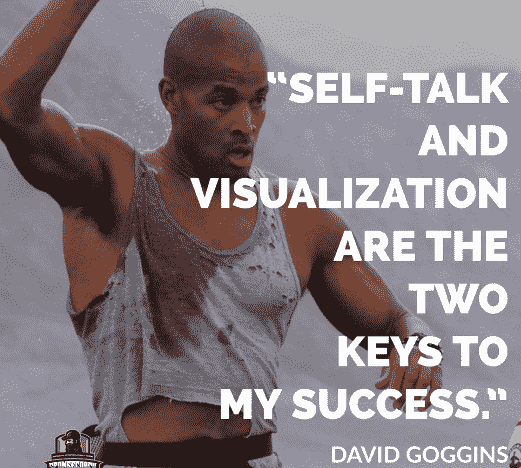 “SELF-TALK
AND
VISUALIZATION
ARE THE
TWO
KEYS TO
MY SUCCESS.”
DAVID GOGGINS